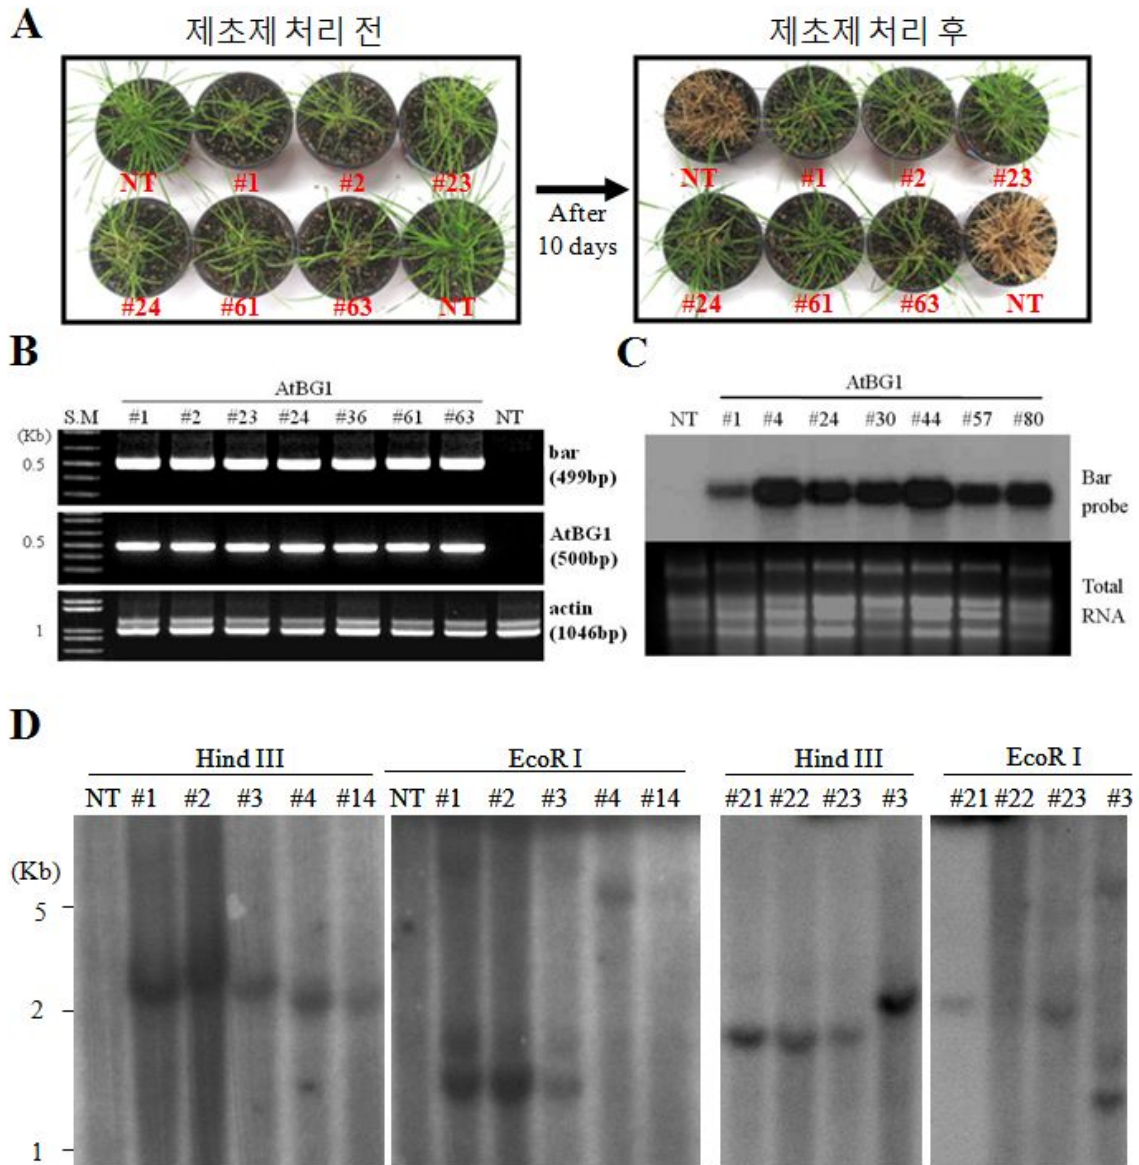 A
제초제 처리 전
제초제 처리 후
NT #1 #2 #23
#24 #61 #63 NT
After
10 days
NT #1 #2 #23
#24 #61 #63 NT
B
AtBG1
S.M #1 #2 #23 #24 #36 #61 #63 NT
(Kb)
0.5
bar
(499bp)
0.5
AtBG1
(500bp)
1
actin
(1046bp)
C
AtBG1
NT #1 #4 #24 #30 #44 #57 #80
Bar
probe
Total
RNA
D
Hind III EcoR I Hind III EcoR I
NT #1 #2 #3 #4 #14 NT #1 #2 #3 #4 #14 #21 #22 #23 #3 #21 #22 #23 #3
(Kb)
5
2
1